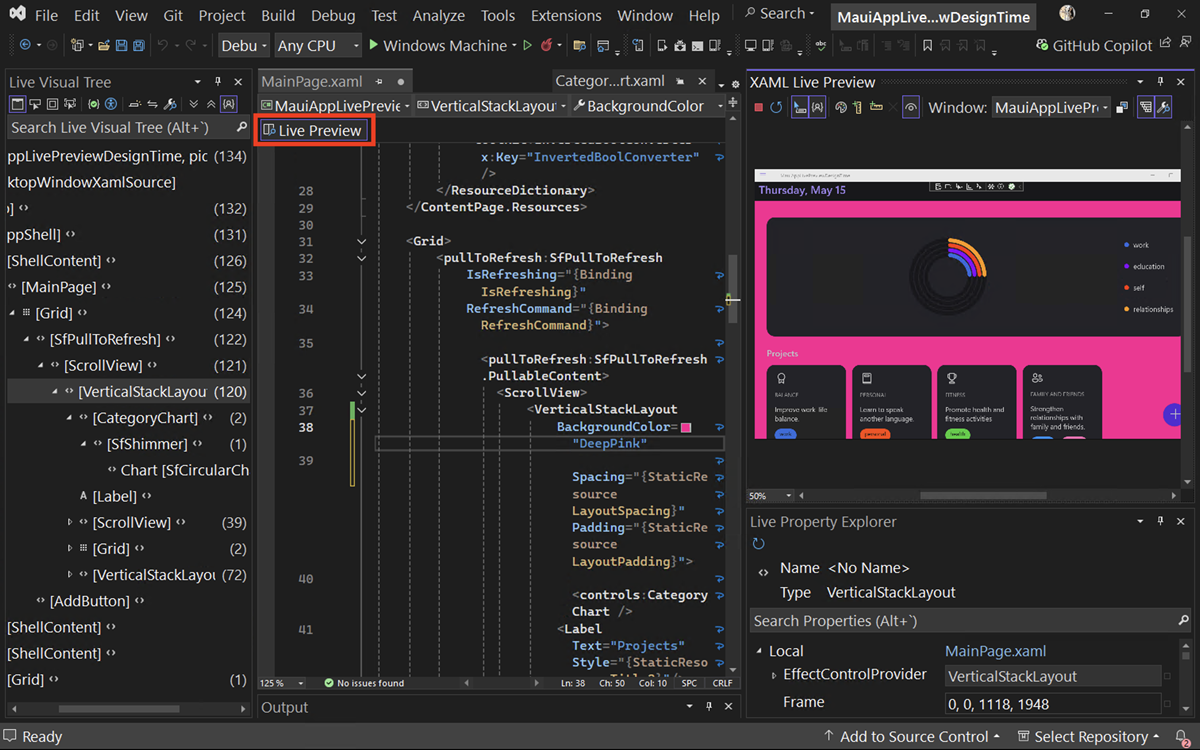 File Edit View Git Project Build Debug Test Analyze Tools Extensions Window Help Search MauiAppLive...wDesignTime
Debu Any CPU Windows Machine GitHub Copilot
Live Visual Tree
Search Live Visual Tree (Alt+`)
ppLivePreviewDesignTime, pic (134)
ktopWindowXamlSource]
] (132)
ppShell] (131)
[ShellContent] (126)
[MainPage] (125)
[Grid] (124)
[SfPullToRefresh] (122)
[ScrollView] (121)
[VerticalStackLayou (120)
[CategoryChart] (2)
[SfShimmer] (1)
Chart [SfCircularCh
A [Label]
[ScrollView] (39)
[Grid] (2)
[VerticalStackLayou (72)
[AddButton]
[ShellContent]
[ShellContent]
[Grid] (1)
MainPage.xaml
Categor...rt.xaml
MauiAppLivePrevie VerticalStackLayout BackgroundColor
Live Preview
x:Key="InvertedBoolConverter"
/>
28 </ResourceDictionary>
29 </ContentPage.Resources>
30
31 <Grid>
32 <pullToRefresh:SfPullToRefresh
33 IsRefreshing="{Binding
IsRefreshing}"
34 RefreshCommand="{Binding
RefreshCommand}">
35
<pullToRefresh:SfPullToRefresh
.PullableContent>
36 <ScrollView>
37 <VerticalStackLayout
38 BackgroundColor=
"DeepPink"
39
Spacing="{StaticRe
source
LayoutSpacing}"
Padding="{StaticRe
source
LayoutPadding}">
40
<controls:Category
Chart />
41 <Label
Text="Projects"
Style="{StaticReso
125 % No issues found Ln: 38 Ch: 50 Col: 10 SPC CRLF
Output
XAML Live Preview
Window: MauiAppLivePr
Thursday, May 15
work
education
self
relationships
Projects
BALANCE
Improve work life
balance.
work
PERSONAL
Learn to speak
another language.
personal
FITNESS
Promote health and
fitness activities
health
FAMILY AND FRIENDS
Strengthen
relationships with
family and friends.
50%
Live Property Explorer
Name <No Name>
Type VerticalStackLayout
Search Properties (Alt+`)
Local MainPage.xaml
EffectControlProvider VerticalStackLayout
Frame 0, 0, 1118, 1948
Ready Add to Source Control Select Repository 2